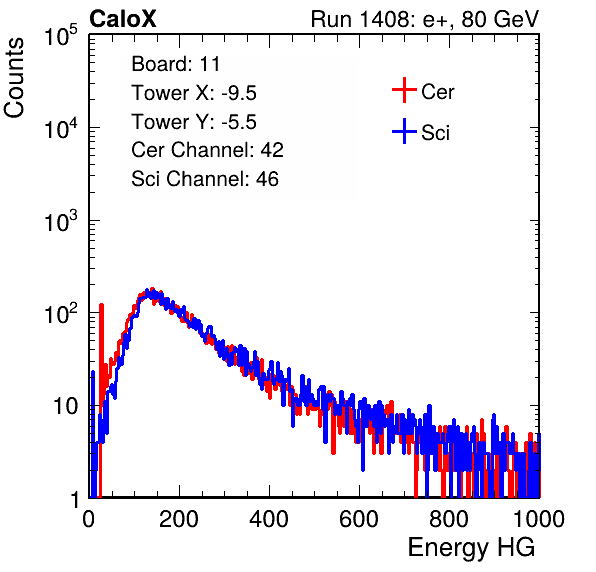 CaloX Run 1408: e+, 80 GeV
Counts
Board: 11
Tower X: -9.5
Tower Y: -5.5
Cer Channel: 42
Sci Channel: 46
Cer
Sci
10^5
10^4
10^3
10^2
10
1
0 200 400 600 800 1000
Energy HG